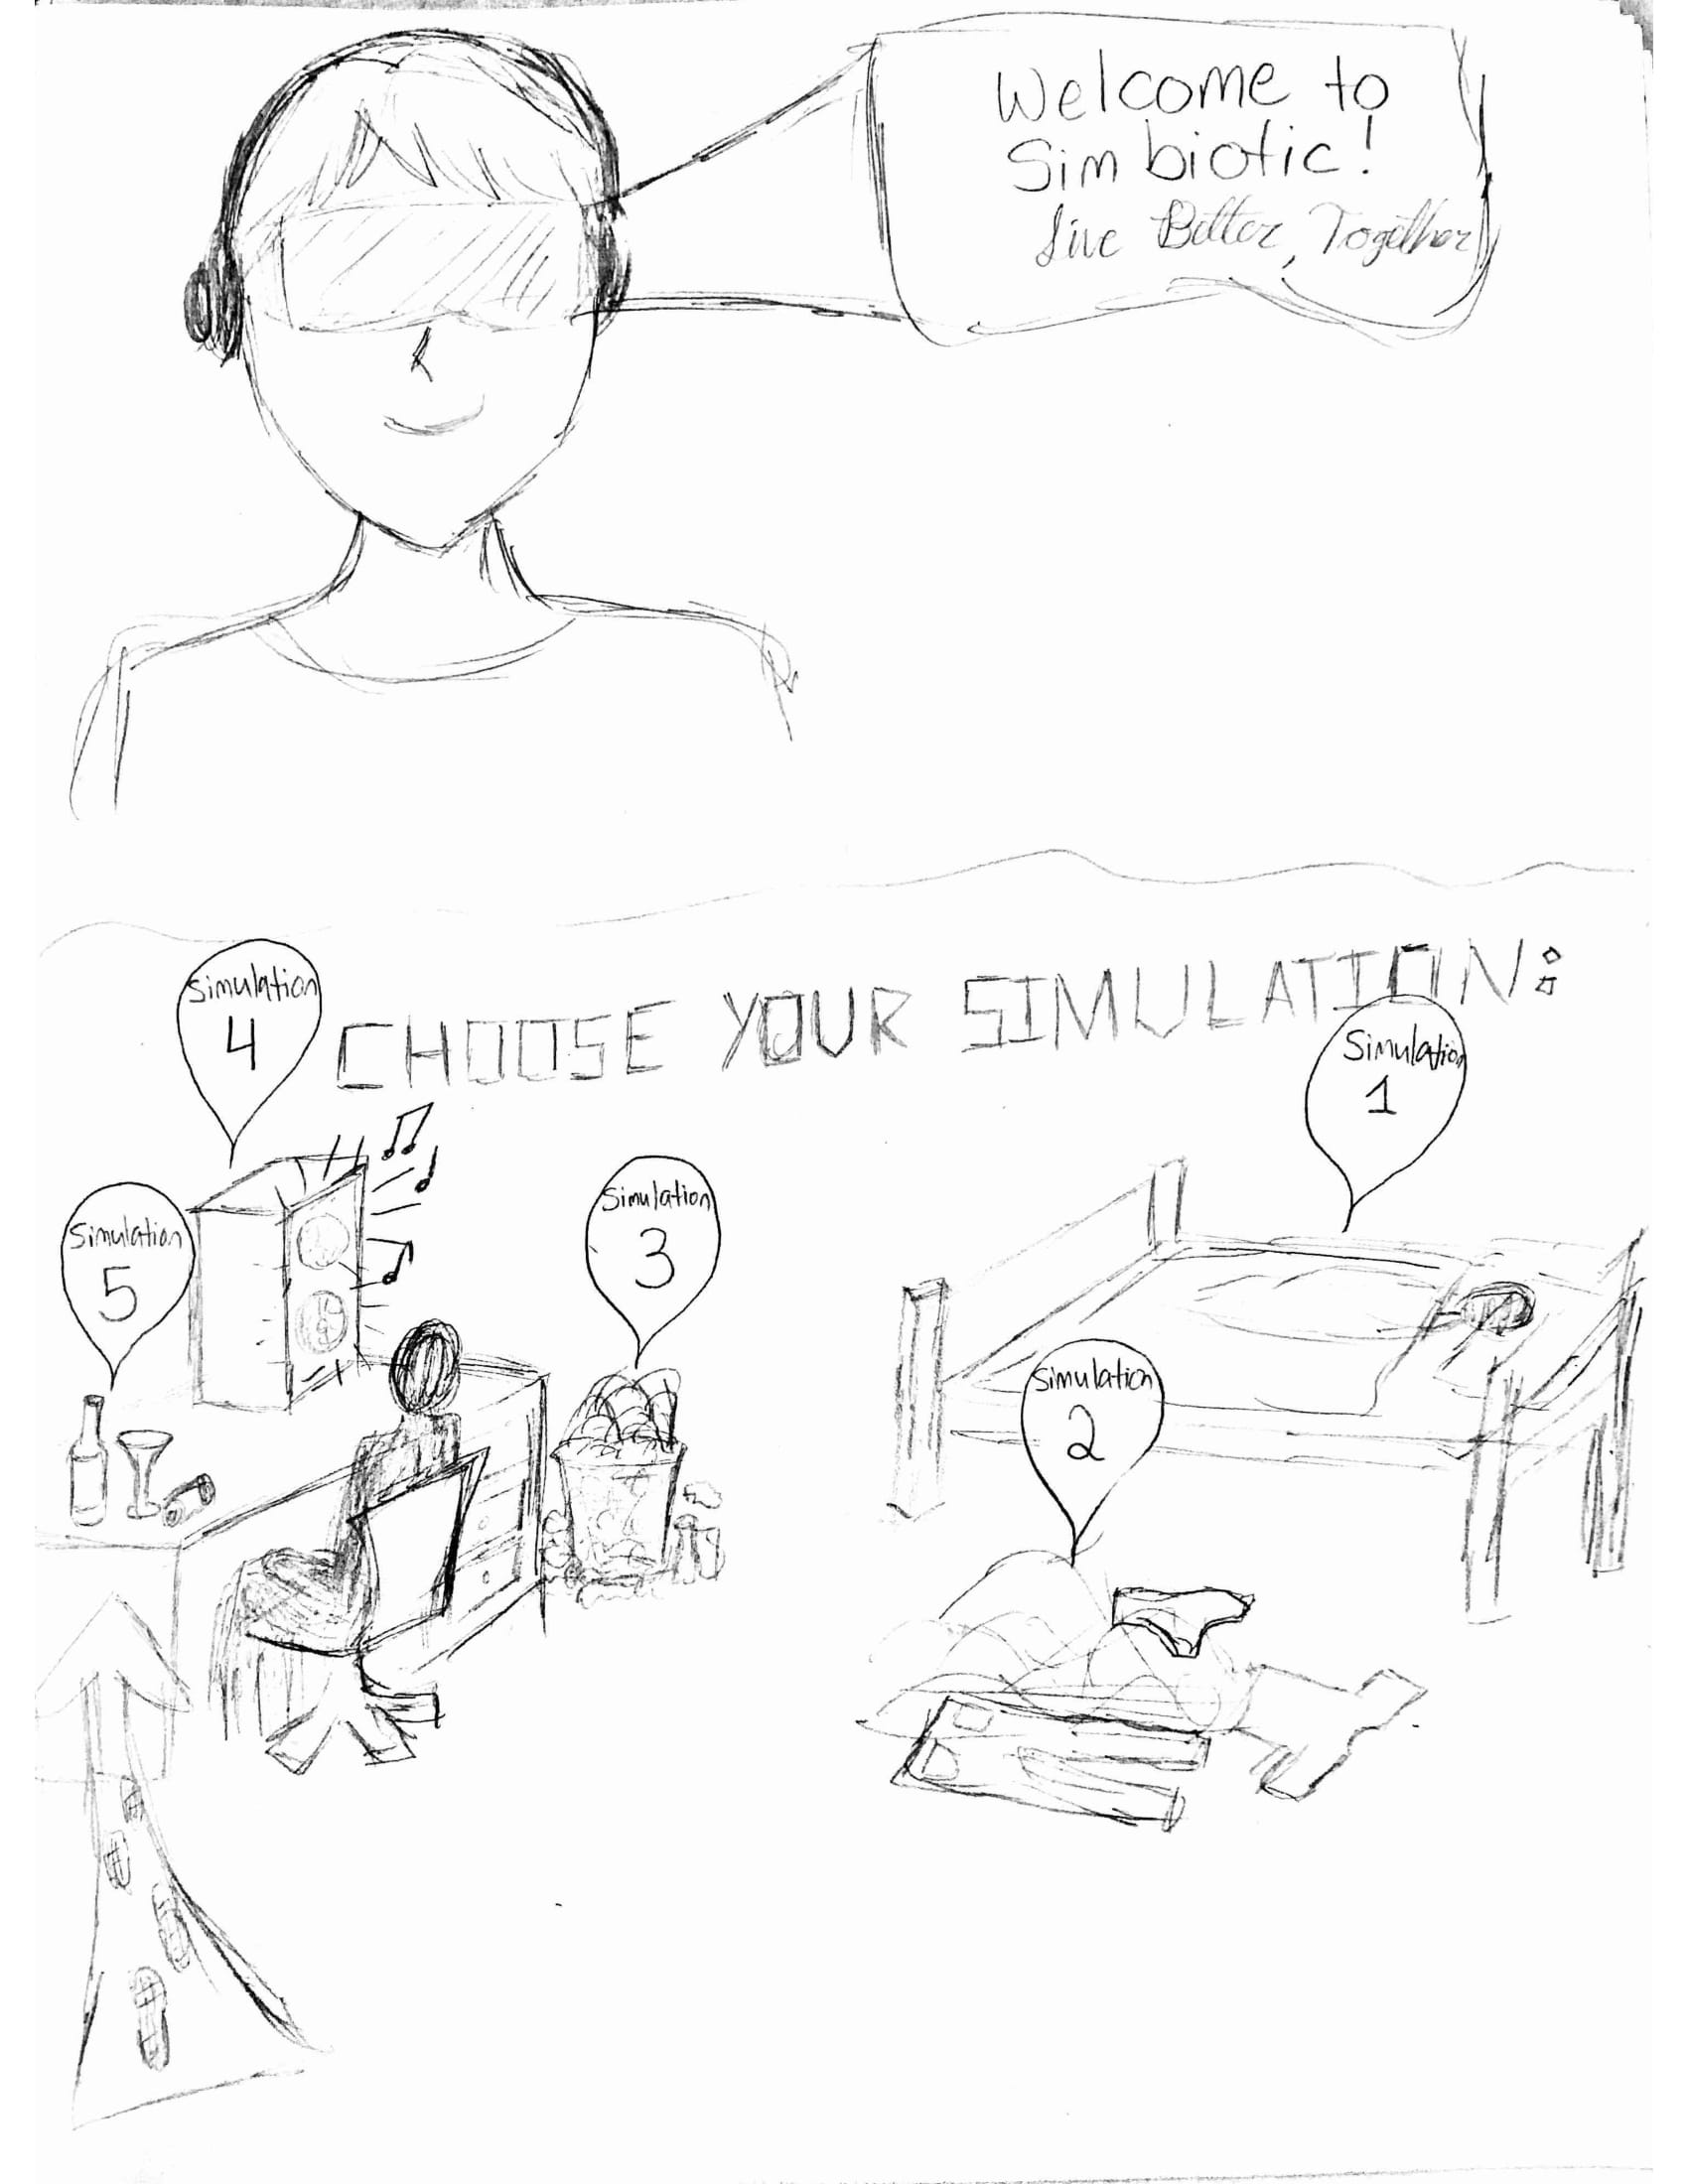 Welcome to
Simbiotic!
Live Better, Together
CHOOSE YOUR SIMULATION:
Simulation
4
Simulation
1
Simulation
5
Simulation
3
Simulation
2